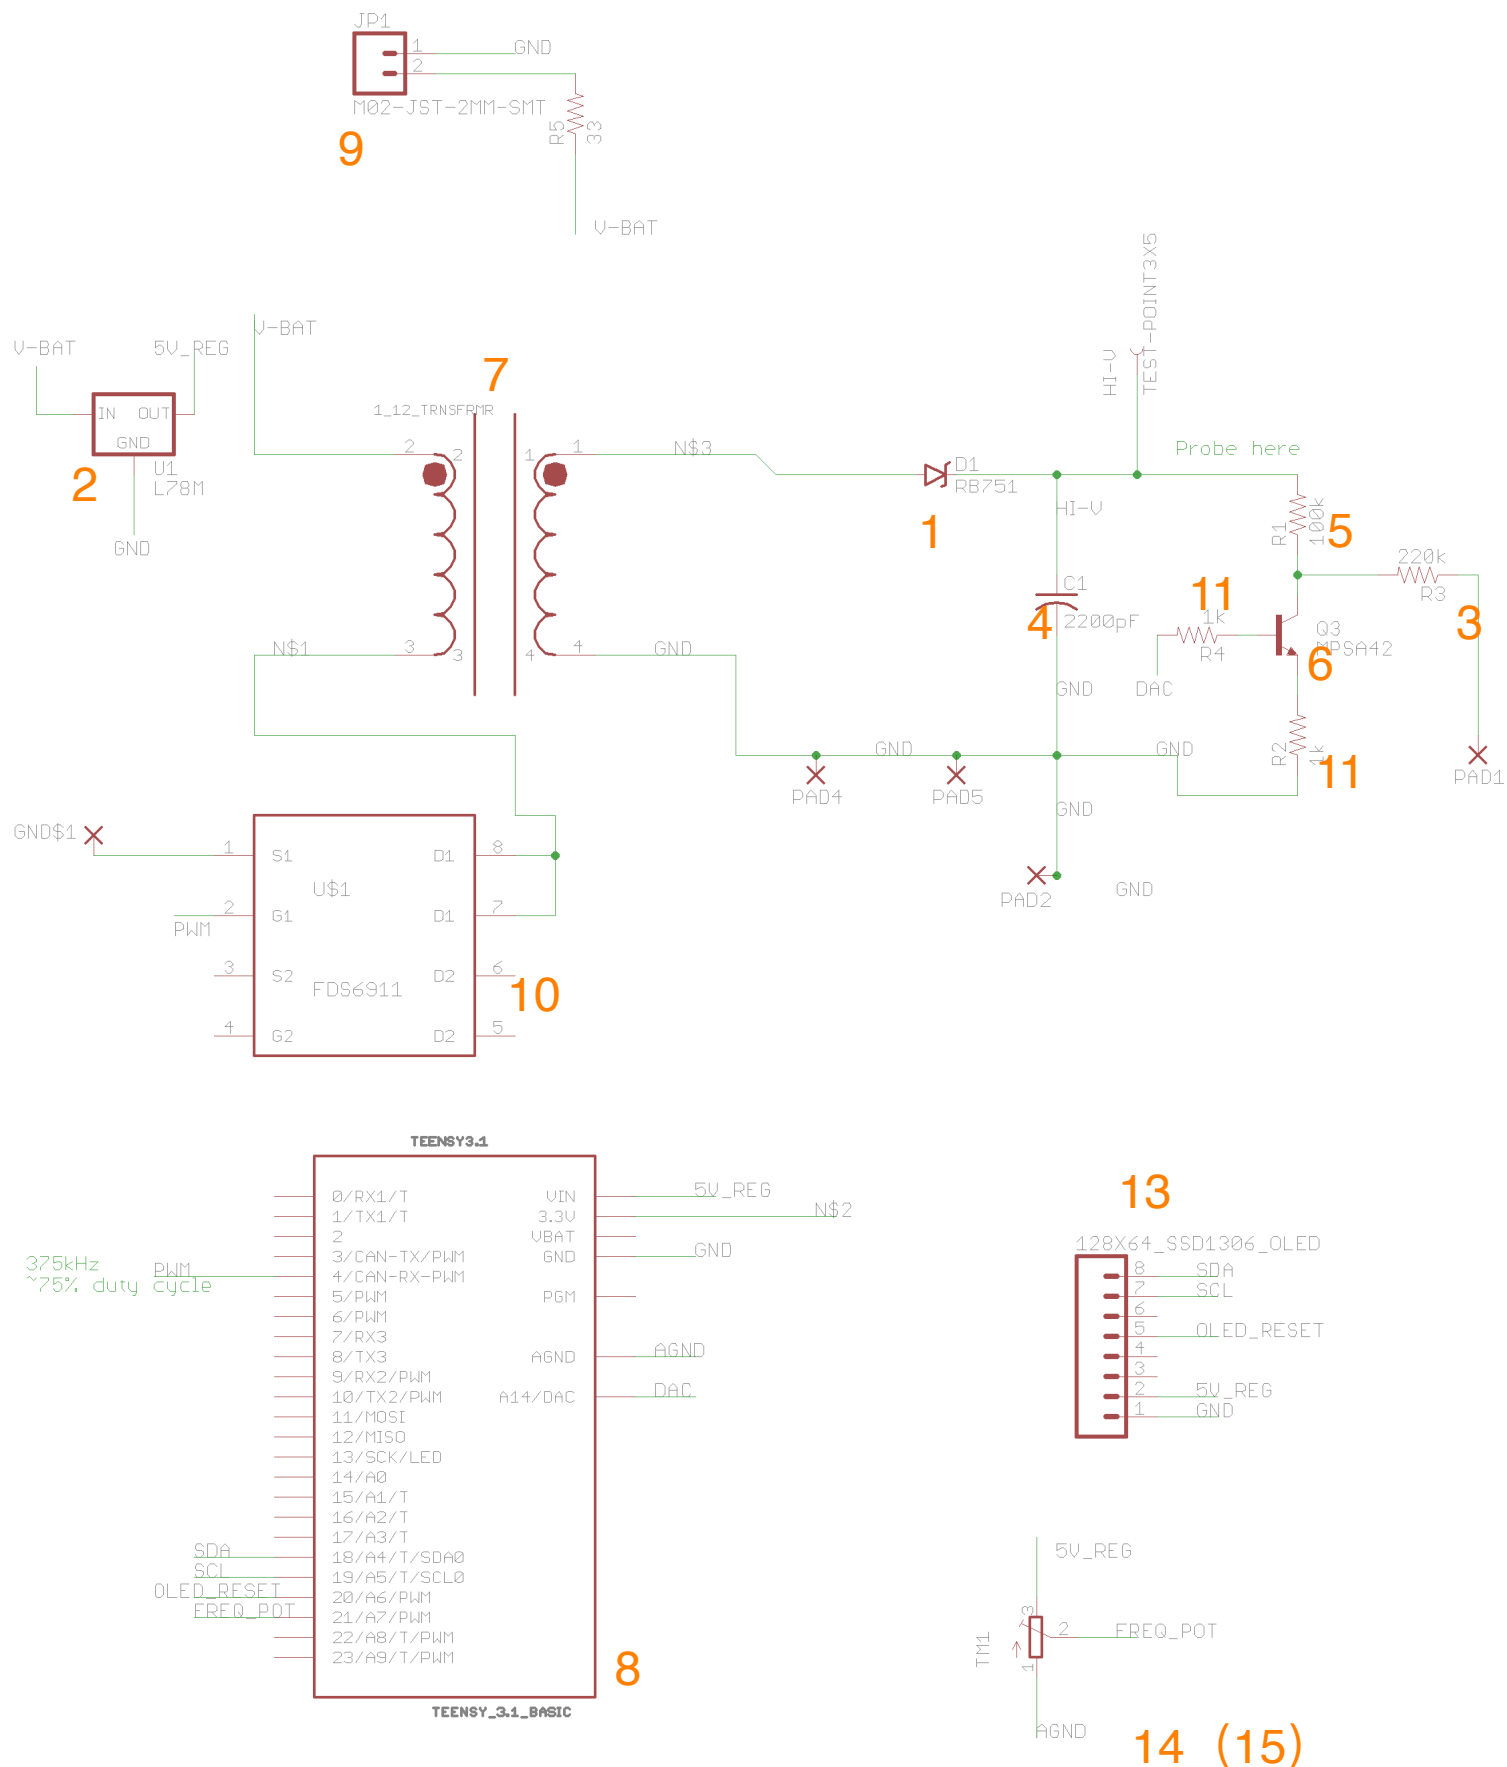 JP1
1
GND
2
M02-JST-2MM-SMT
R5
33
9
V-BAT
V-BAT
5V_REG
IN OUT
GND
U1
L78M
2
GND
V-BAT
7
1_12_TRNSFRMR
2
2
1
1
N$3
N$1
3
3
4
4
GND
D1
RB751
1
HI-V
TEST-POINT3X5
Probe here
HI-V
C1
2200pF
4
R1
100k
5
220k
R3
3
11
1k
R4
DAC
Q3
MPSA42
6
R2
1k
11
PAD1
GND
GND
GND
PAD4
PAD5
GND
PAD2
GND
GND$1
1
S1
D1
8
U$1
2
G1
D1
7
PWM
3
S2
D2
6
FDS6911
10
4
G2
D2
5
TEENSY3.1
0/RX1/T
1/TX1/T
2
3/CAN-TX/PWM
4/CAN-RX-PWM
5/PWM
6/PWM
7/RX3
8/TX3
9/RX2/PWM
10/TX2/PWM
11/MOSI
12/MISO
13/SCK/LED
14/A0
15/A1/T
16/A2/T
17/A3/T
18/A4/T/SDA0
19/A5/T/SCL0
20/A6/PWM
21/A7/PWM
22/A8/T/PWM
23/A9/T/PWM
VIN
3.3V
VBAT
GND
PGM
AGND
A14/DAC
5V_REG
N$2
GND
AGND
DAC
375kHz
~75% duty cycle
PWM
SDA
SCL
OLED_RESET
FREQ_POT
8
TEENSY_3.1_BASIC
13
128X64_SSD1306_OLED
8 SDA
7 SCL
6
5 OLED_RESET
4
3
2 5V_REG
1 GND
5V_REG
3
TM1
2
FREQ_POT
1
AGND
14 (15)